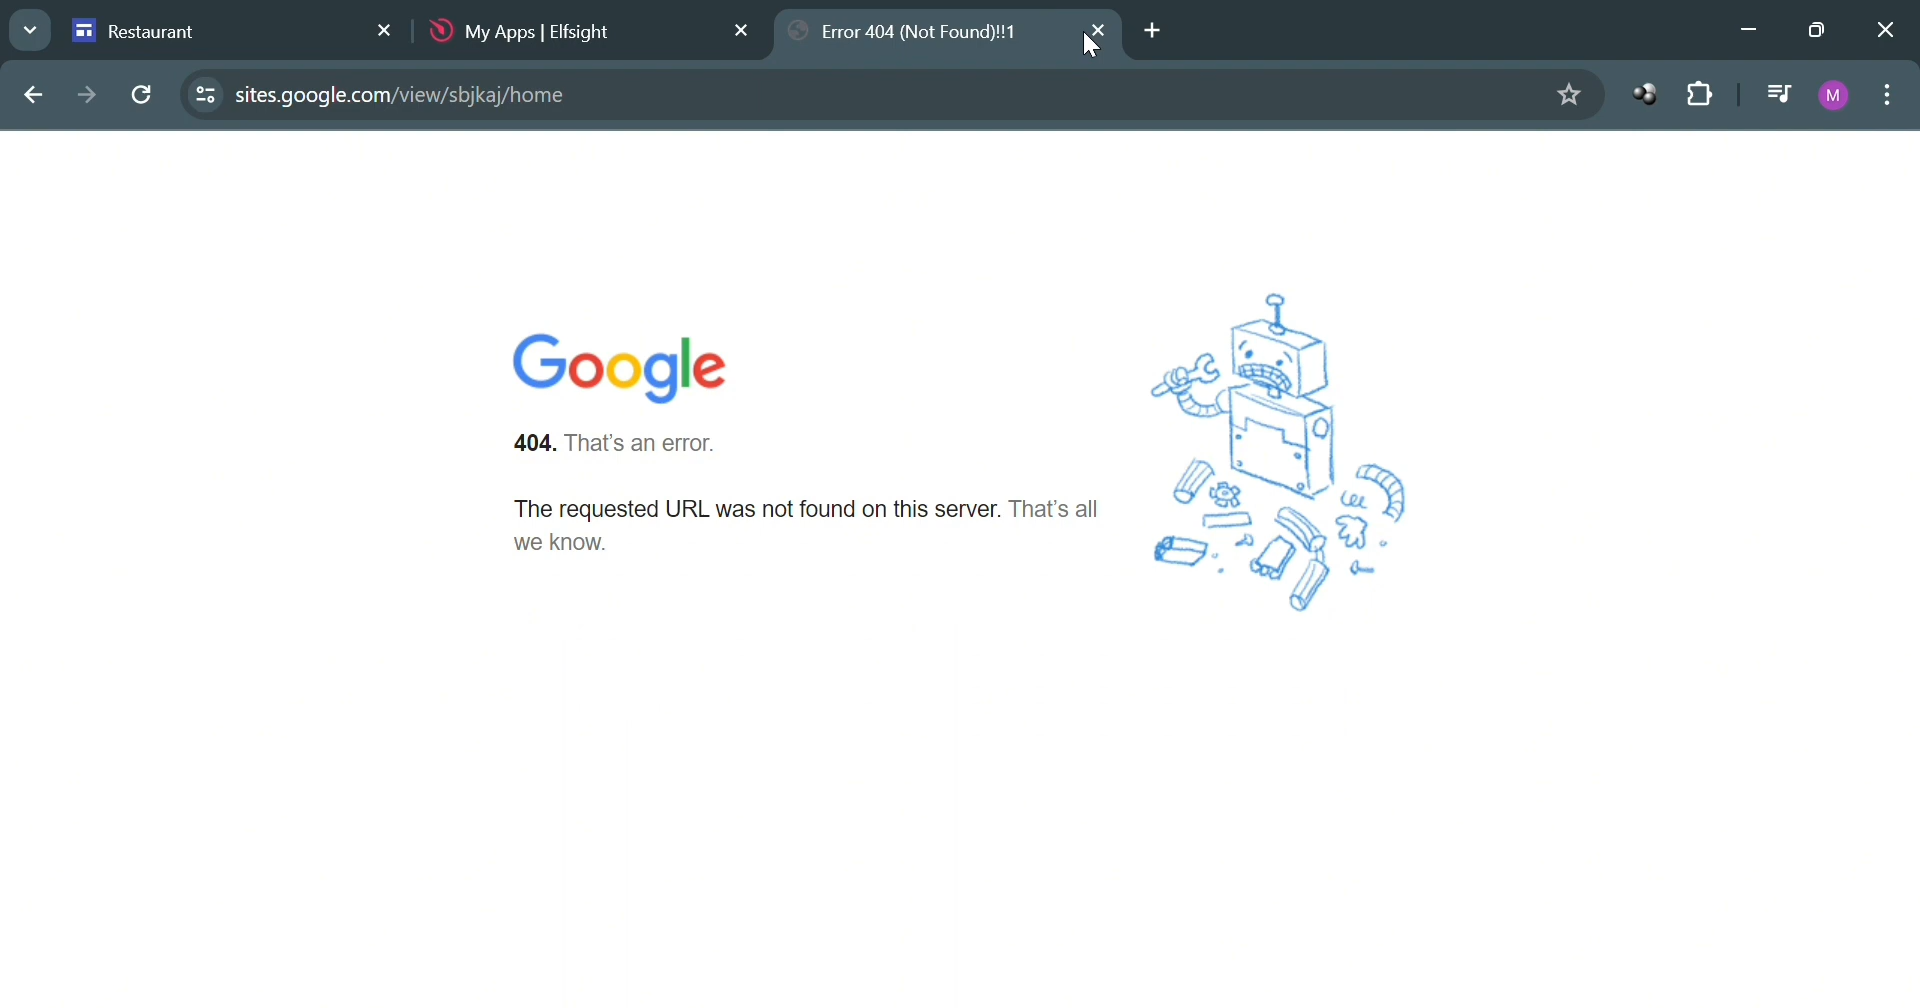 Restaurant
My Apps | Elfsight
Error 404 (Not Found)!!1
sites.google.com/view/sbjkaj/home
M
Google
404. That's an error.
The requested URL was not found on this server. That's all
we know.